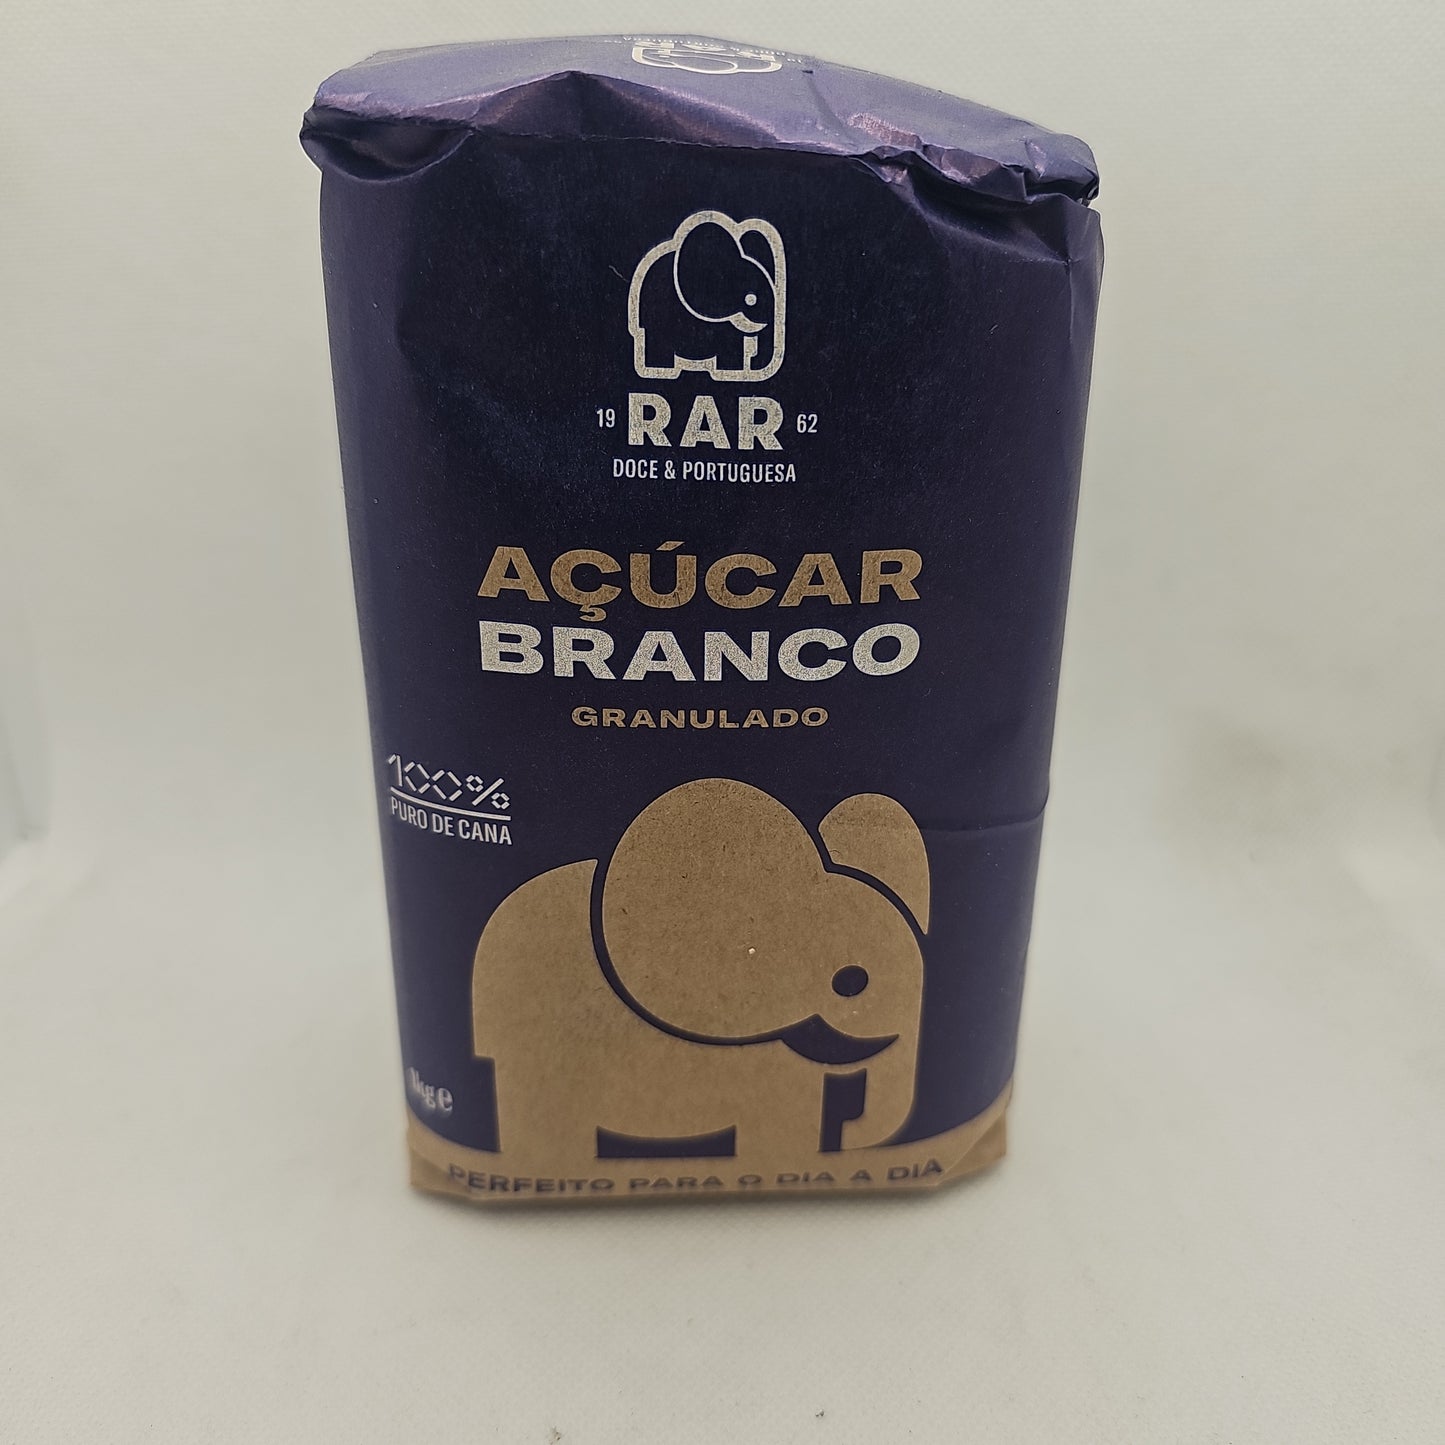 19 RAR 62
DOCE & PORTUGUESA
AÇÚCAR
BRANCO
GRANULADO
100%
PURO DE CANA
1kg e
PERFEITO PARA O DIA A DIA